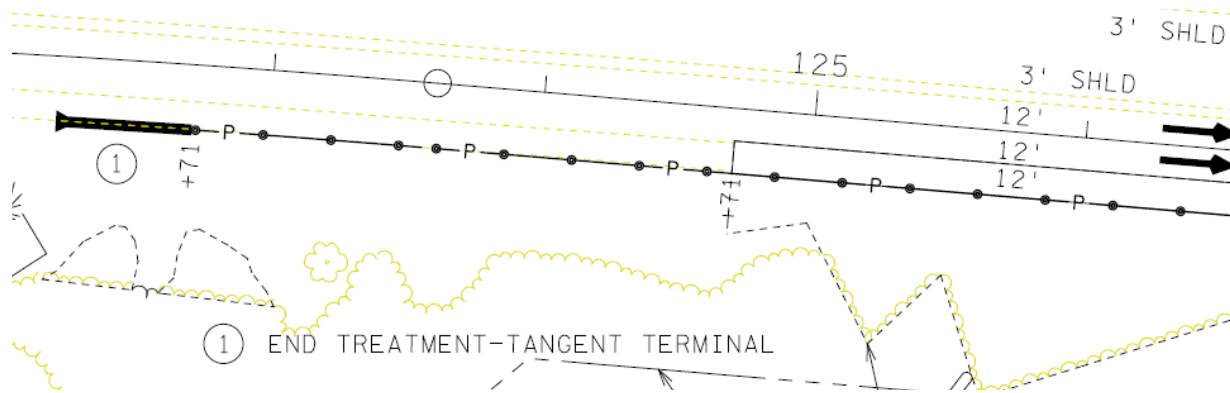 3' SHLD
125
3' SHLD
12'
P
12'
1
+71
P
P
12'
P
+71
P
1 END TREATMENT-TANGENT TERMINAL